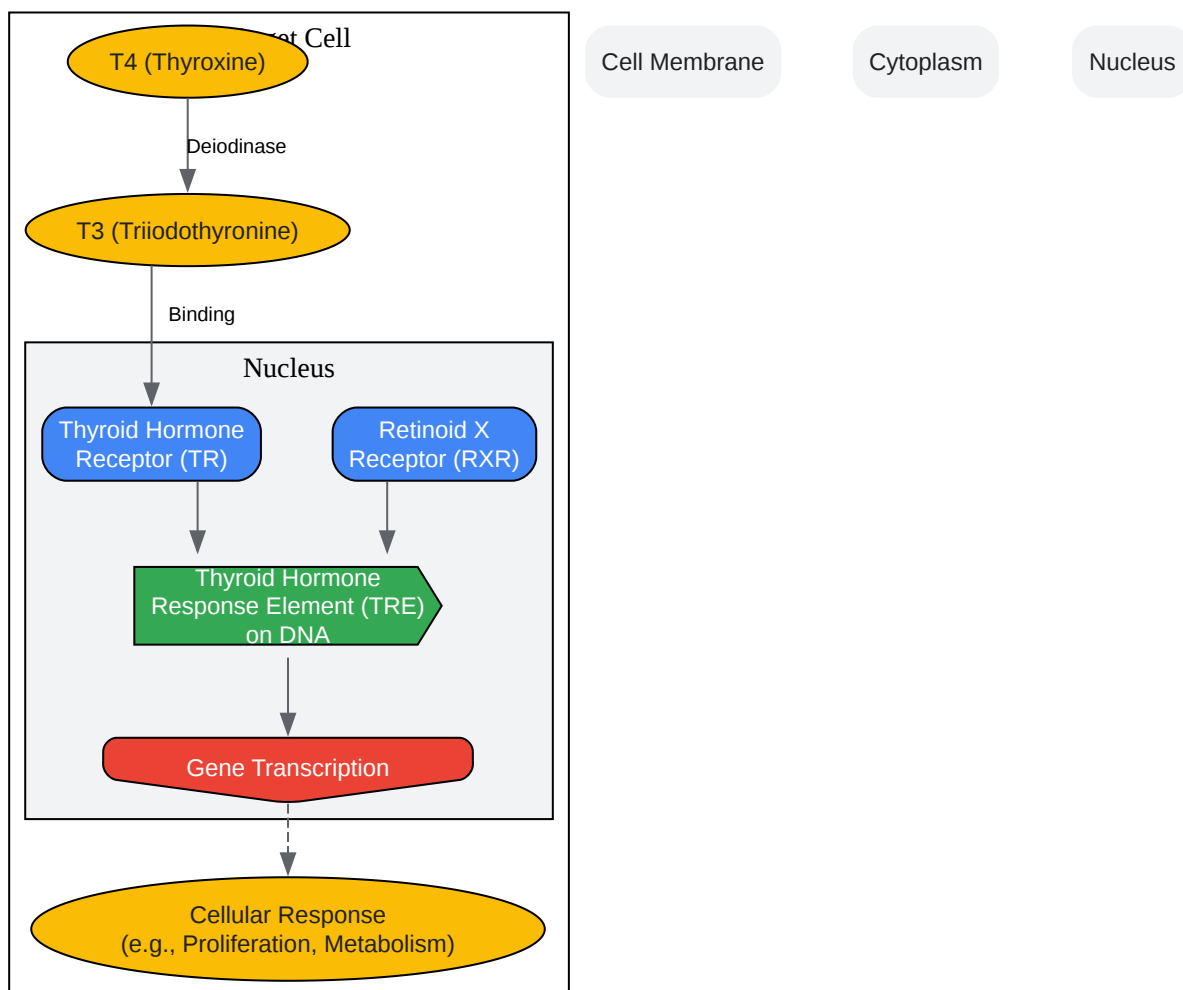 Cell
T4 (Thyroxine)
Cell Membrane
Cytoplasm
Nucleus
Deiodinase
T3 (Triiodothyronine)
Binding
Nucleus
Thyroid Hormone
Receptor (TR)
Retinoid X
Receptor (RXR)
Thyroid Hormone
Response Element (TRE)
on DNA
Gene Transcription
Cellular Response
(e.g., Proliferation, Metabolism)